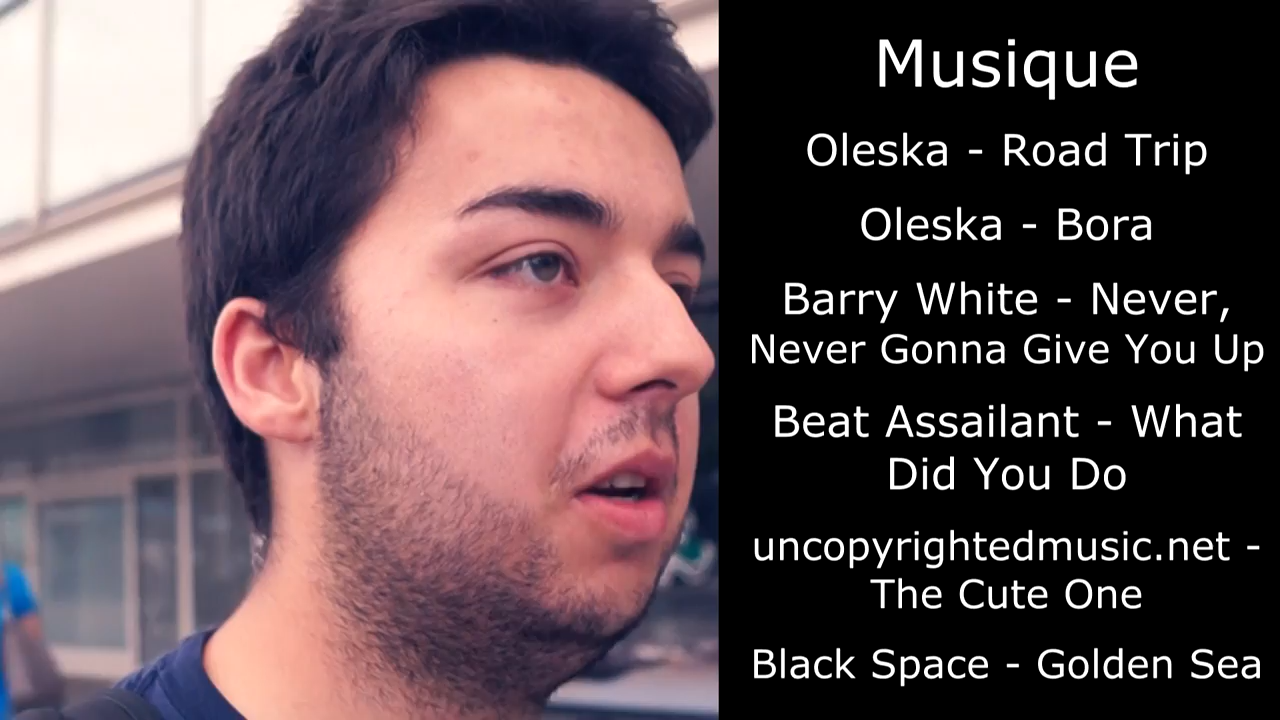 Musique
Oleska - Road Trip
Oleska - Bora
Barry White - Never,
Never Gonna Give You Up
Beat Assailant - What
Did You Do
uncopyrightedmusic.net -
The Cute One
Black Space - Golden Sea